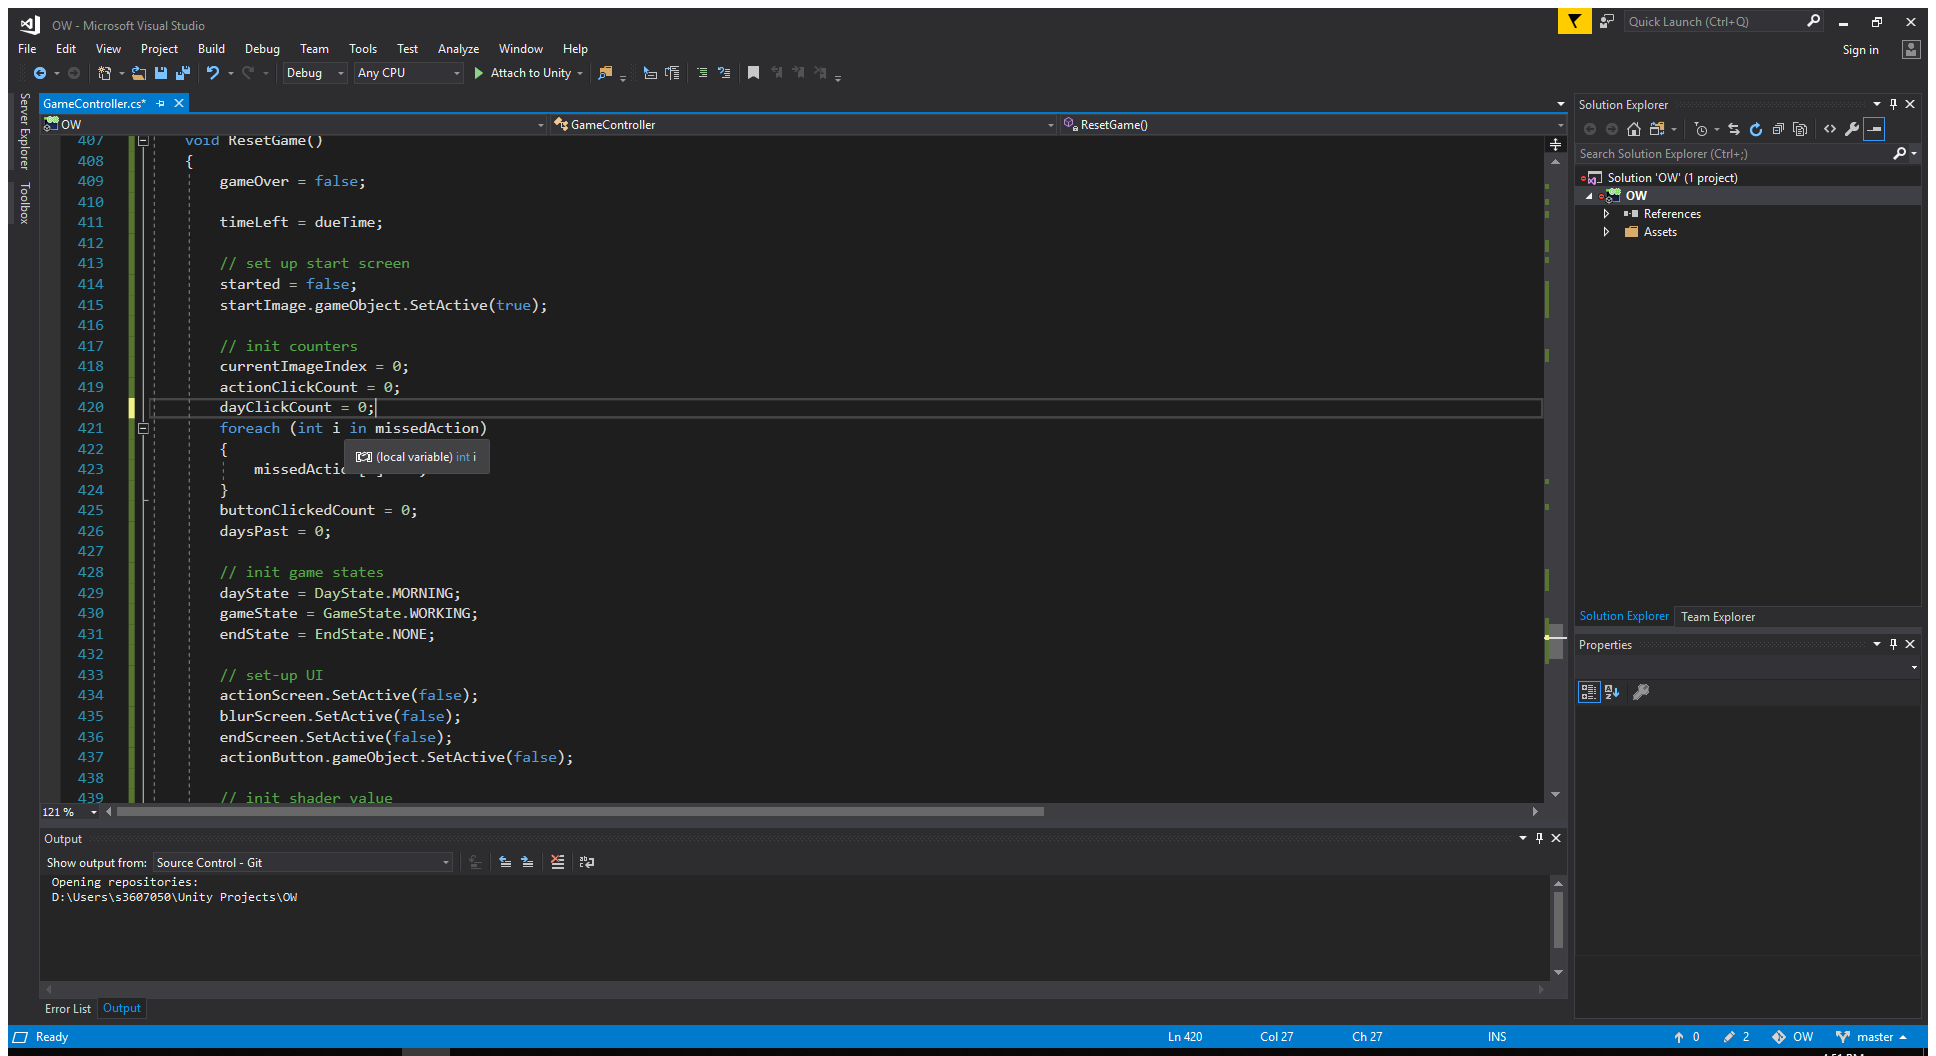 OW - Microsoft Visual Studio
Quick Launch (Ctrl+Q)
File Edit View Project Build Debug Team Tools Test Analyze Window Help
Sign in
Debug Any CPU Attach to Unity
Server Explorer
Toolbox
GameController.cs*
OW GameController ResetGame()
407 void ResetGame()
408 {
409 gameOver = false;
410
411 timeLeft = dueTime;
412
413 // set up start screen
414 started = false;
415 startImage.gameObject.SetActive(true);
416
417 // init counters
418 currentImageIndex = 0;
419 actionClickCount = 0;
420 dayClickCount = 0;
421 foreach (int i in missedAction)
422 {
(local variable) int i
423 missedActio
424 }
425 buttonClickedCount = 0;
426 daysPast = 0;
427
428 // init game states
429 dayState = DayState.MORNING;
430 gameState = GameState.WORKING;
431 endState = EndState.NONE;
432
433 // set-up UI
434 actionScreen.SetActive(false);
435 blurScreen.SetActive(false);
436 endScreen.SetActive(false);
437 actionButton.gameObject.SetActive(false);
438
439 // init shader value
121 %
Output
Show output from: Source Control - Git
Opening repositories:
D:\Users\s3607050\Unity Projects\OW
Error List Output
Solution Explorer
Search Solution Explorer (Ctrl+;)
Solution 'OW' (1 project)
OW
References
Assets
Solution Explorer Team Explorer
Properties
Ready Ln 420 Col 27 Ch 27 INS 0 2 OW master